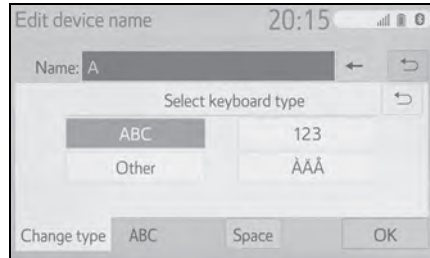 Edit device name 20:15
Name: A
Select keyboard type
ABC 123
Other ÀÄÂ
Change type ABC Space OK